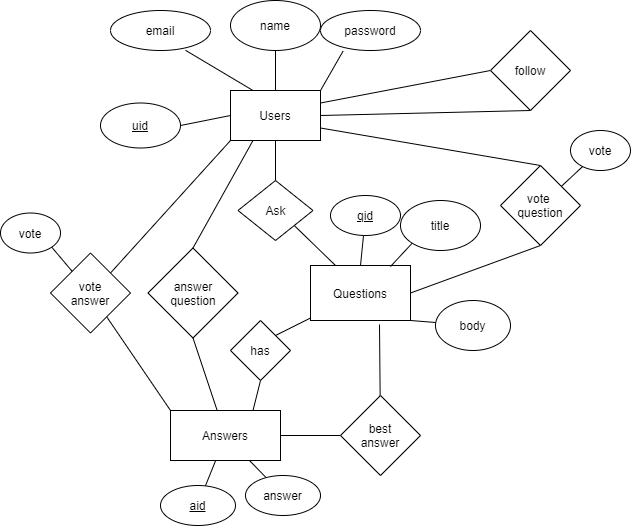 email
name
password
follow
Users
uid
vote
vote
question
Ask
qid
title
vote
vote
answer
answer
question
Questions
body
has
best
answer
Answers
aid
answer